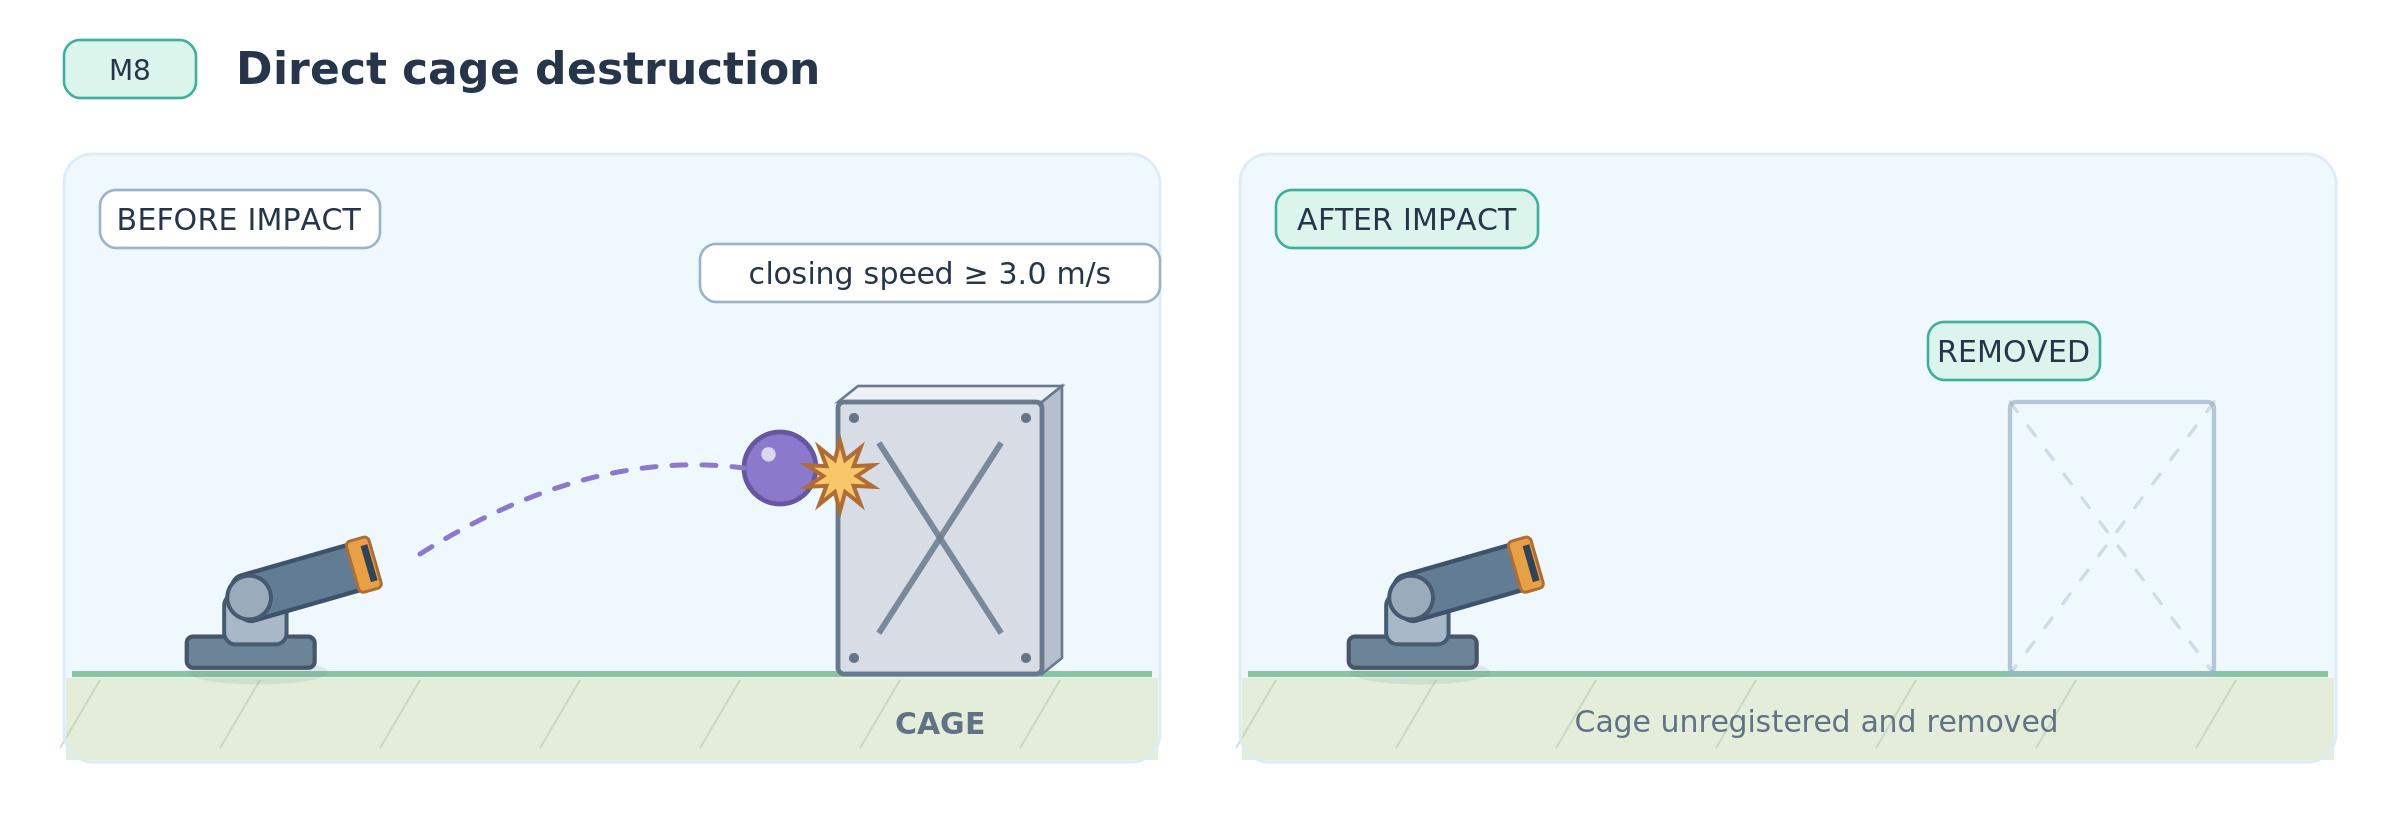 M8
Direct cage destruction
BEFORE IMPACT
closing speed ≥ 3.0 m/s
CAGE
AFTER IMPACT
REMOVED
Cage unregistered and removed